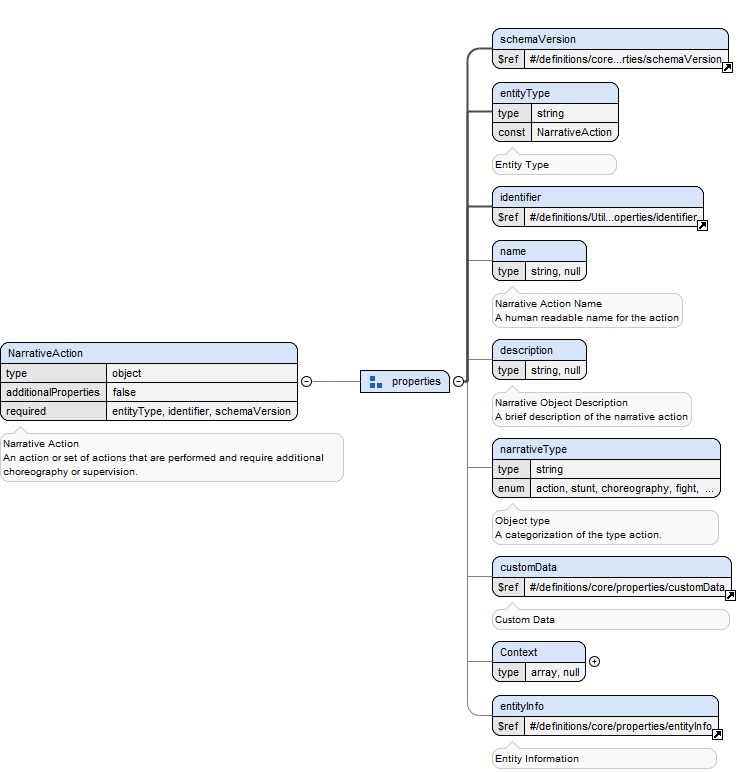 NarrativeAction
type object
additionalProperties false
required entityType, identifier, schemaVersion
Narrative Action
An action or set of actions that are performed and require additional
choreography or supervision.
properties
schemaVersion
$ref #/definitions/core...rties/schemaVersion
entityType
type string
const NarrativeAction
Entity Type
identifier
$ref #/definitions/Util...operties/identifier
name
type string, null
Narrative Action Name
A human readable name for the action
description
type string, null
Narrative Object Description
A brief description of the narrative action
narrativeType
type string
enum action, stunt, choreography, fight, ...
Object type
A categorization of the type action.
customData
$ref #/definitions/core/properties/customData
Custom Data
Context
type array, null
entityInfo
$ref #/definitions/core/properties/entityInfo
Entity Information